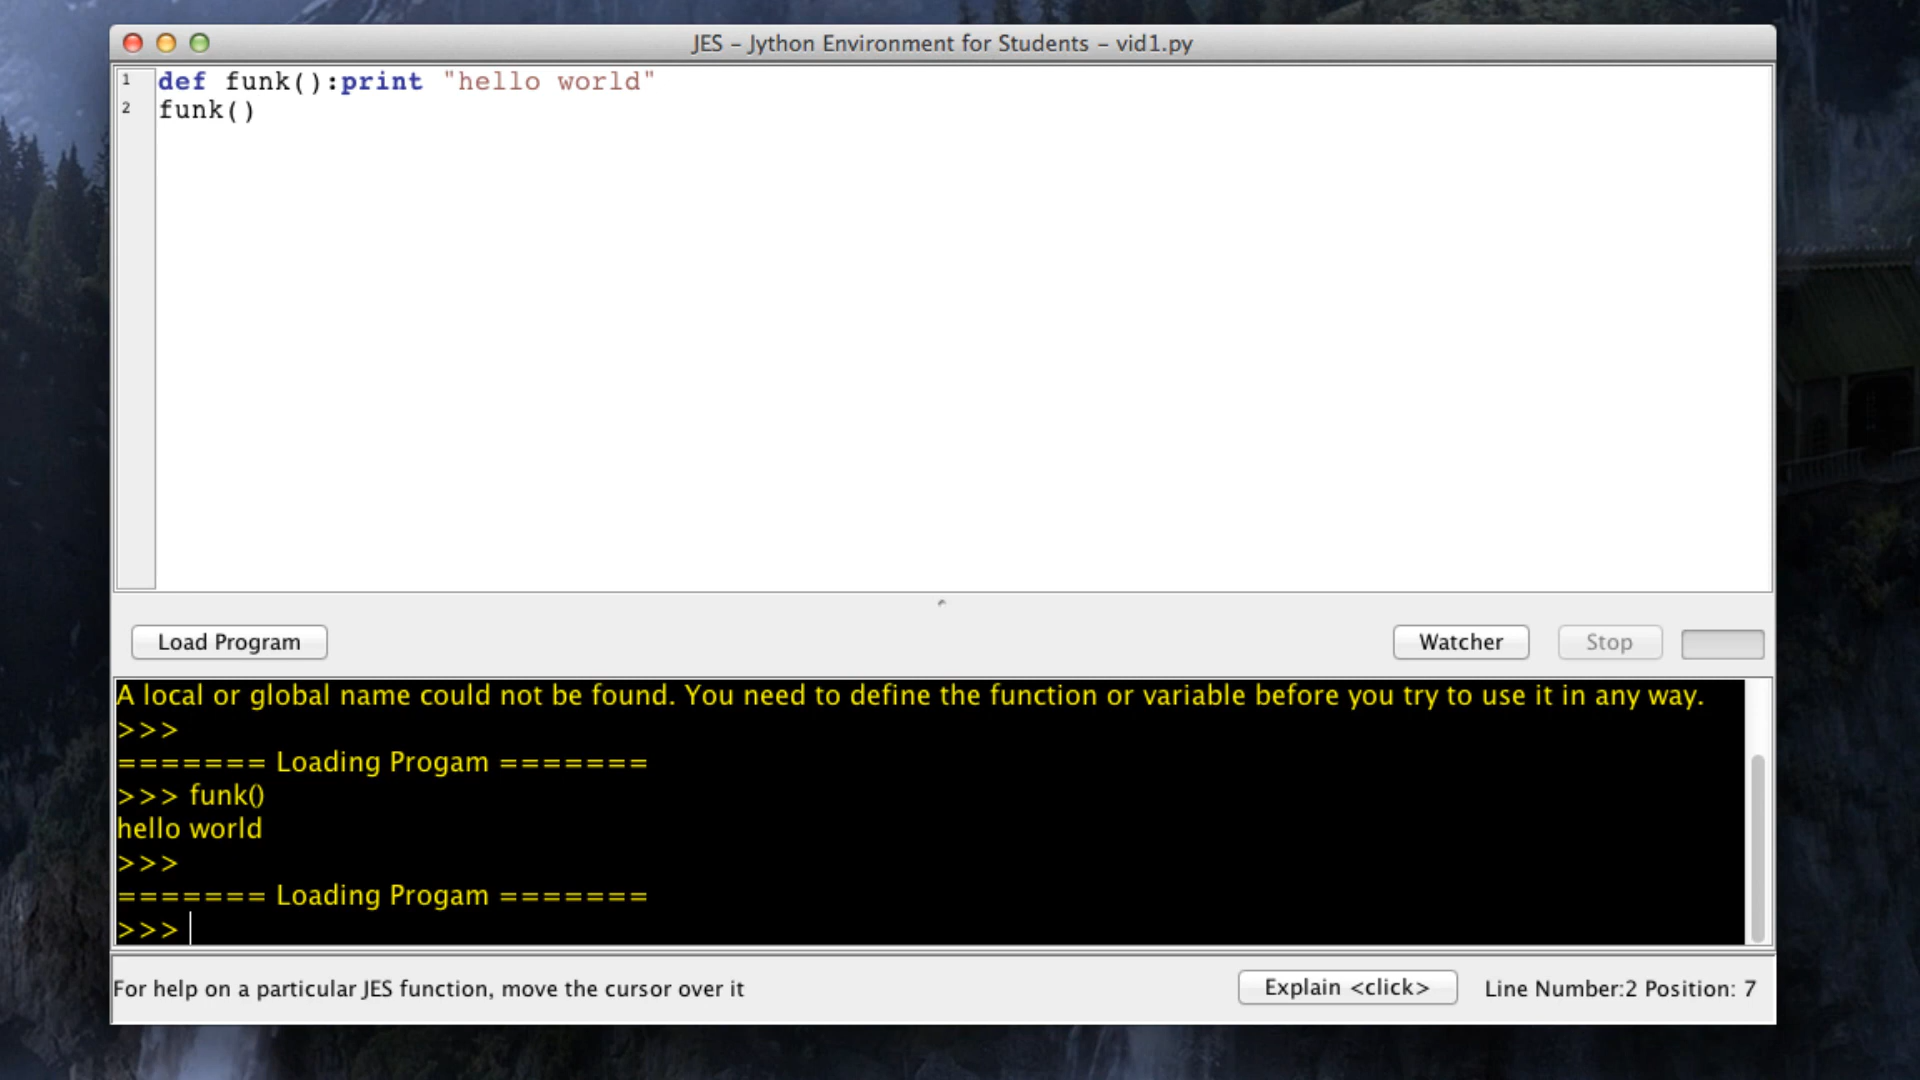 JES – Jython Environment for Students – vid1.py
1 def funk():print "hello world"
2 funk()
Load Program
Watcher
Stop
A local or global name could not be found. You need to define the function or variable before you try to use it in any way.
>>>
======= Loading Progam =======
>>> funk()
hello world
>>>
======= Loading Progam =======
>>>
For help on a particular JES function, move the cursor over it
Explain <click>
Line Number:2 Position: 7